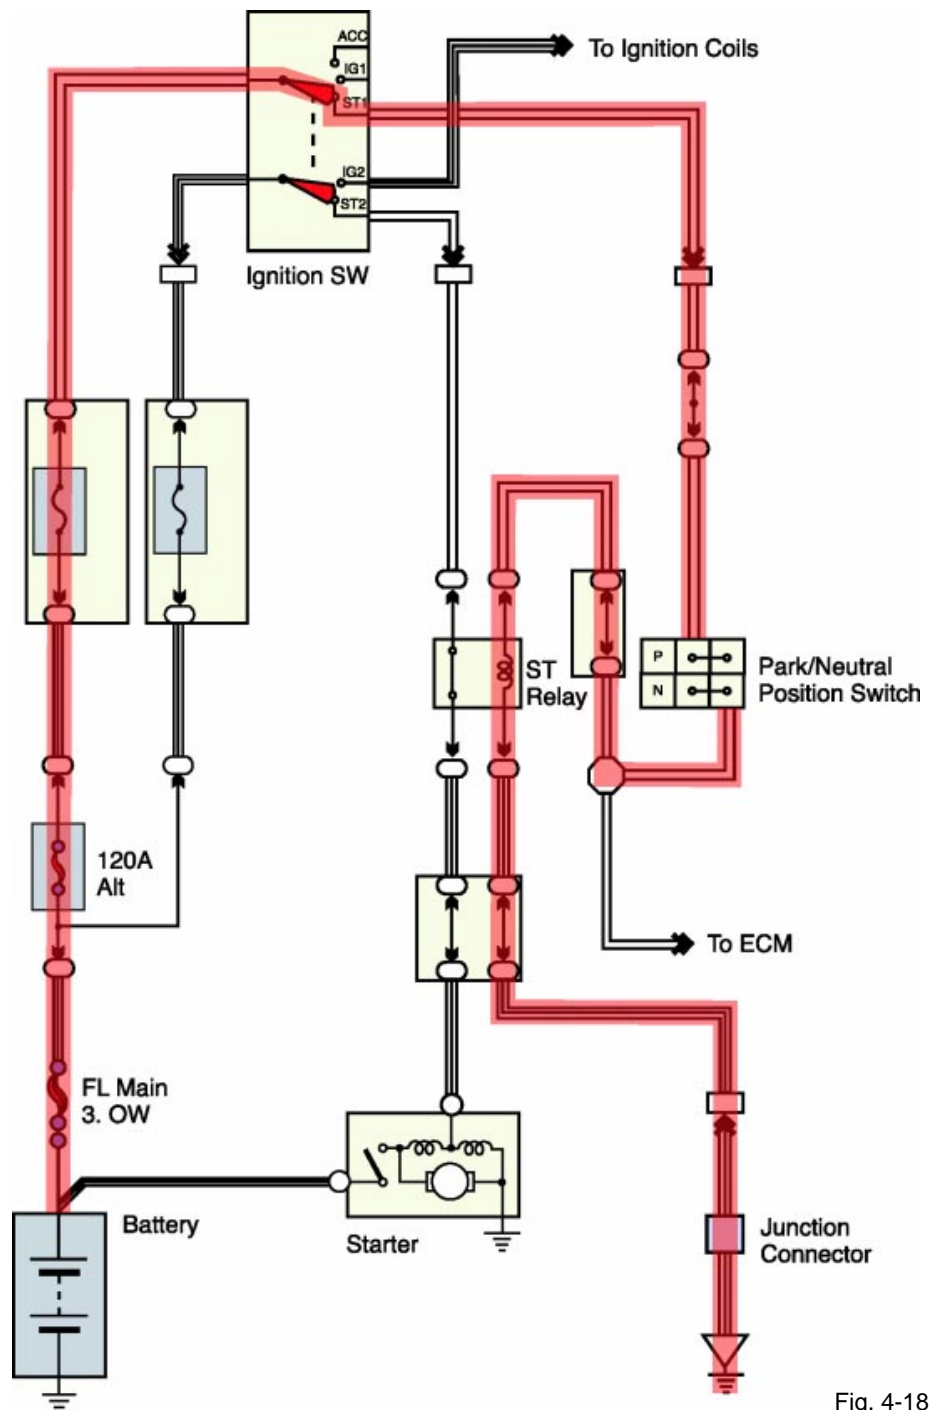 ACC
To Ignition Coils
IG1
ST1
IG2
ST2
Ignition SW
P
N
Park/Neutral
Position Switch
ST
Relay
120A
Alt
To ECM
FL Main
3. OW
Battery
Starter
Junction
Connector
Fig. 4-18